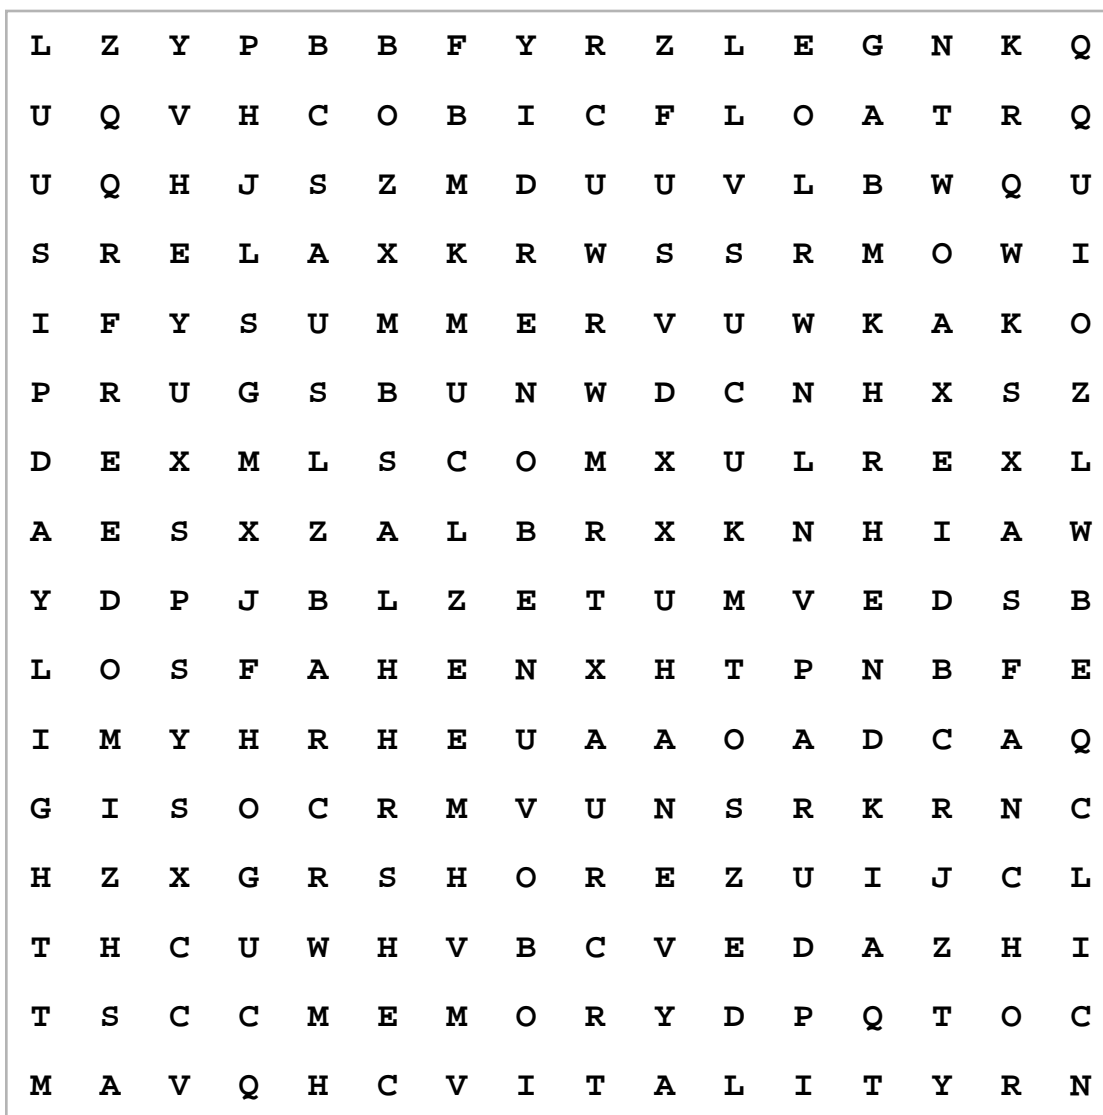 L Z Y P B B F Y R Z L E G N K Q
U Q V H C O B I C F L O A T R Q
U Q H J S Z M D U U V L B W Q U
S R E L A X K R W S S R M O W I
I F Y S U M M E R V U W K A K O
P R U G S B U N W D C N H X S Z
D E X M L S C O M X U L R E X L
A E S X Z A L B R X K N H I A W
Y D P J B L Z E T U M V E D S B
L O S F A H E N X H T P N B F E
I M Y H R H E U A A O A D C A Q
G I S O C R M V U N S R K R N C
H Z X G R S H O R E Z U I J C L
T H C U W H V B C V E D A Z H I
T S C C M E M O R Y D P Q T O C
M A V Q H C V I T A L I T Y R N